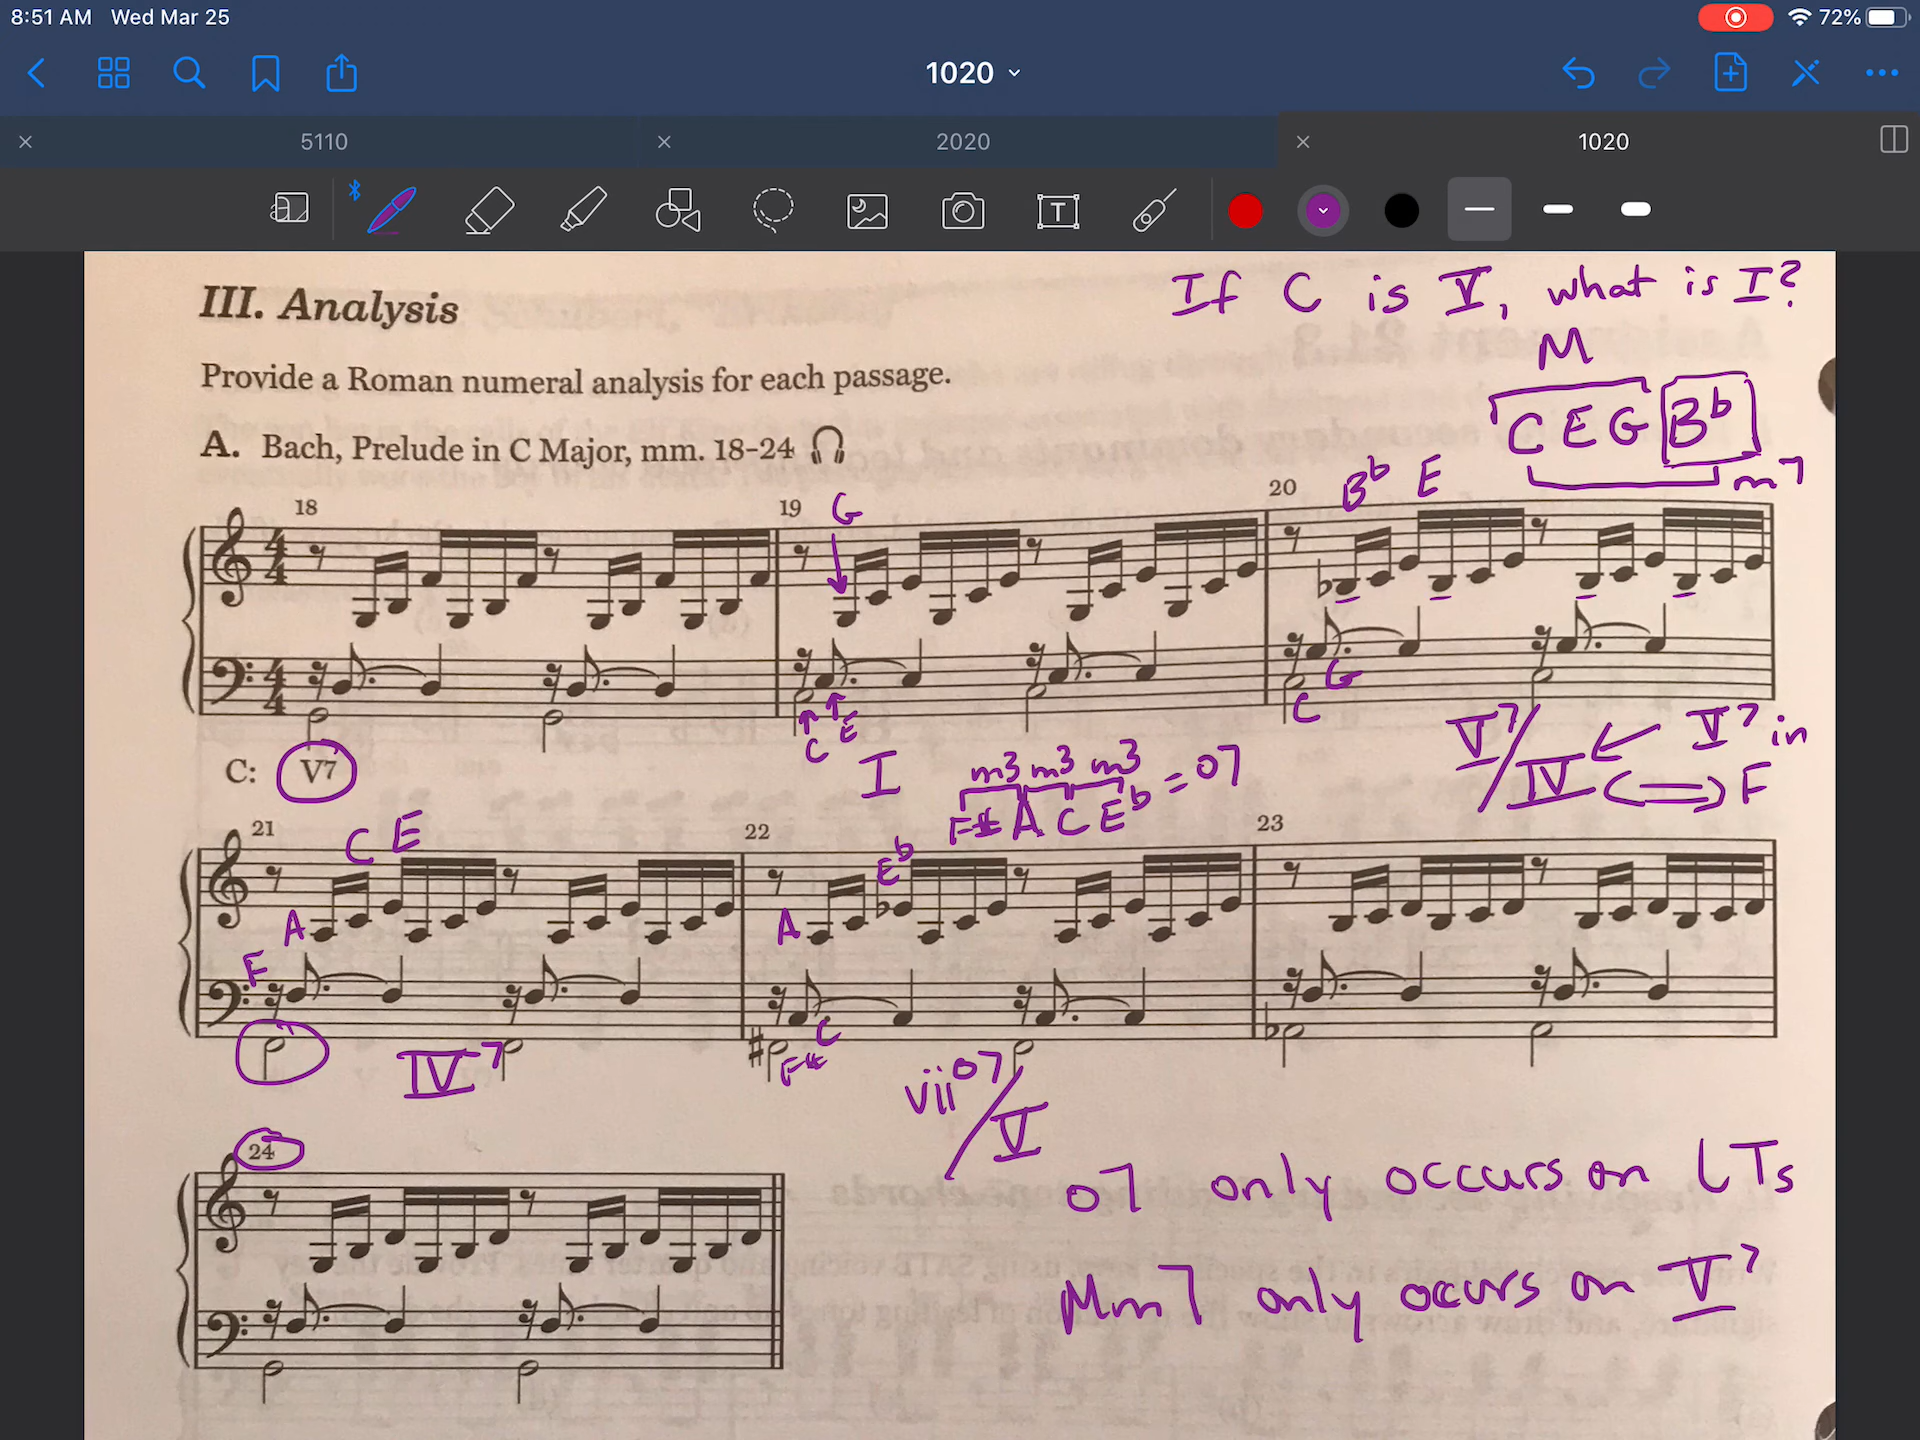 8:51 AM Wed Mar 25
72%
1020
5110
2020
1020
T
III. Analysis
If C is V, what is I?
Provide a Roman numeral analysis for each passage.
M
C E G Bb
m7
A. Bach, Prelude in C Major, mm. 18-24
18
19
G
20
Bb E
C E
C G
C: V7
I
V7/IV
V7 in F
m3 m3 m3
F# A C Eb = o7
21
C E
A
F
IV7
22
Eb
A
C
F#
viio7/V
23
24
o7 only occurs on LTs
Mm7 only occurs on V7